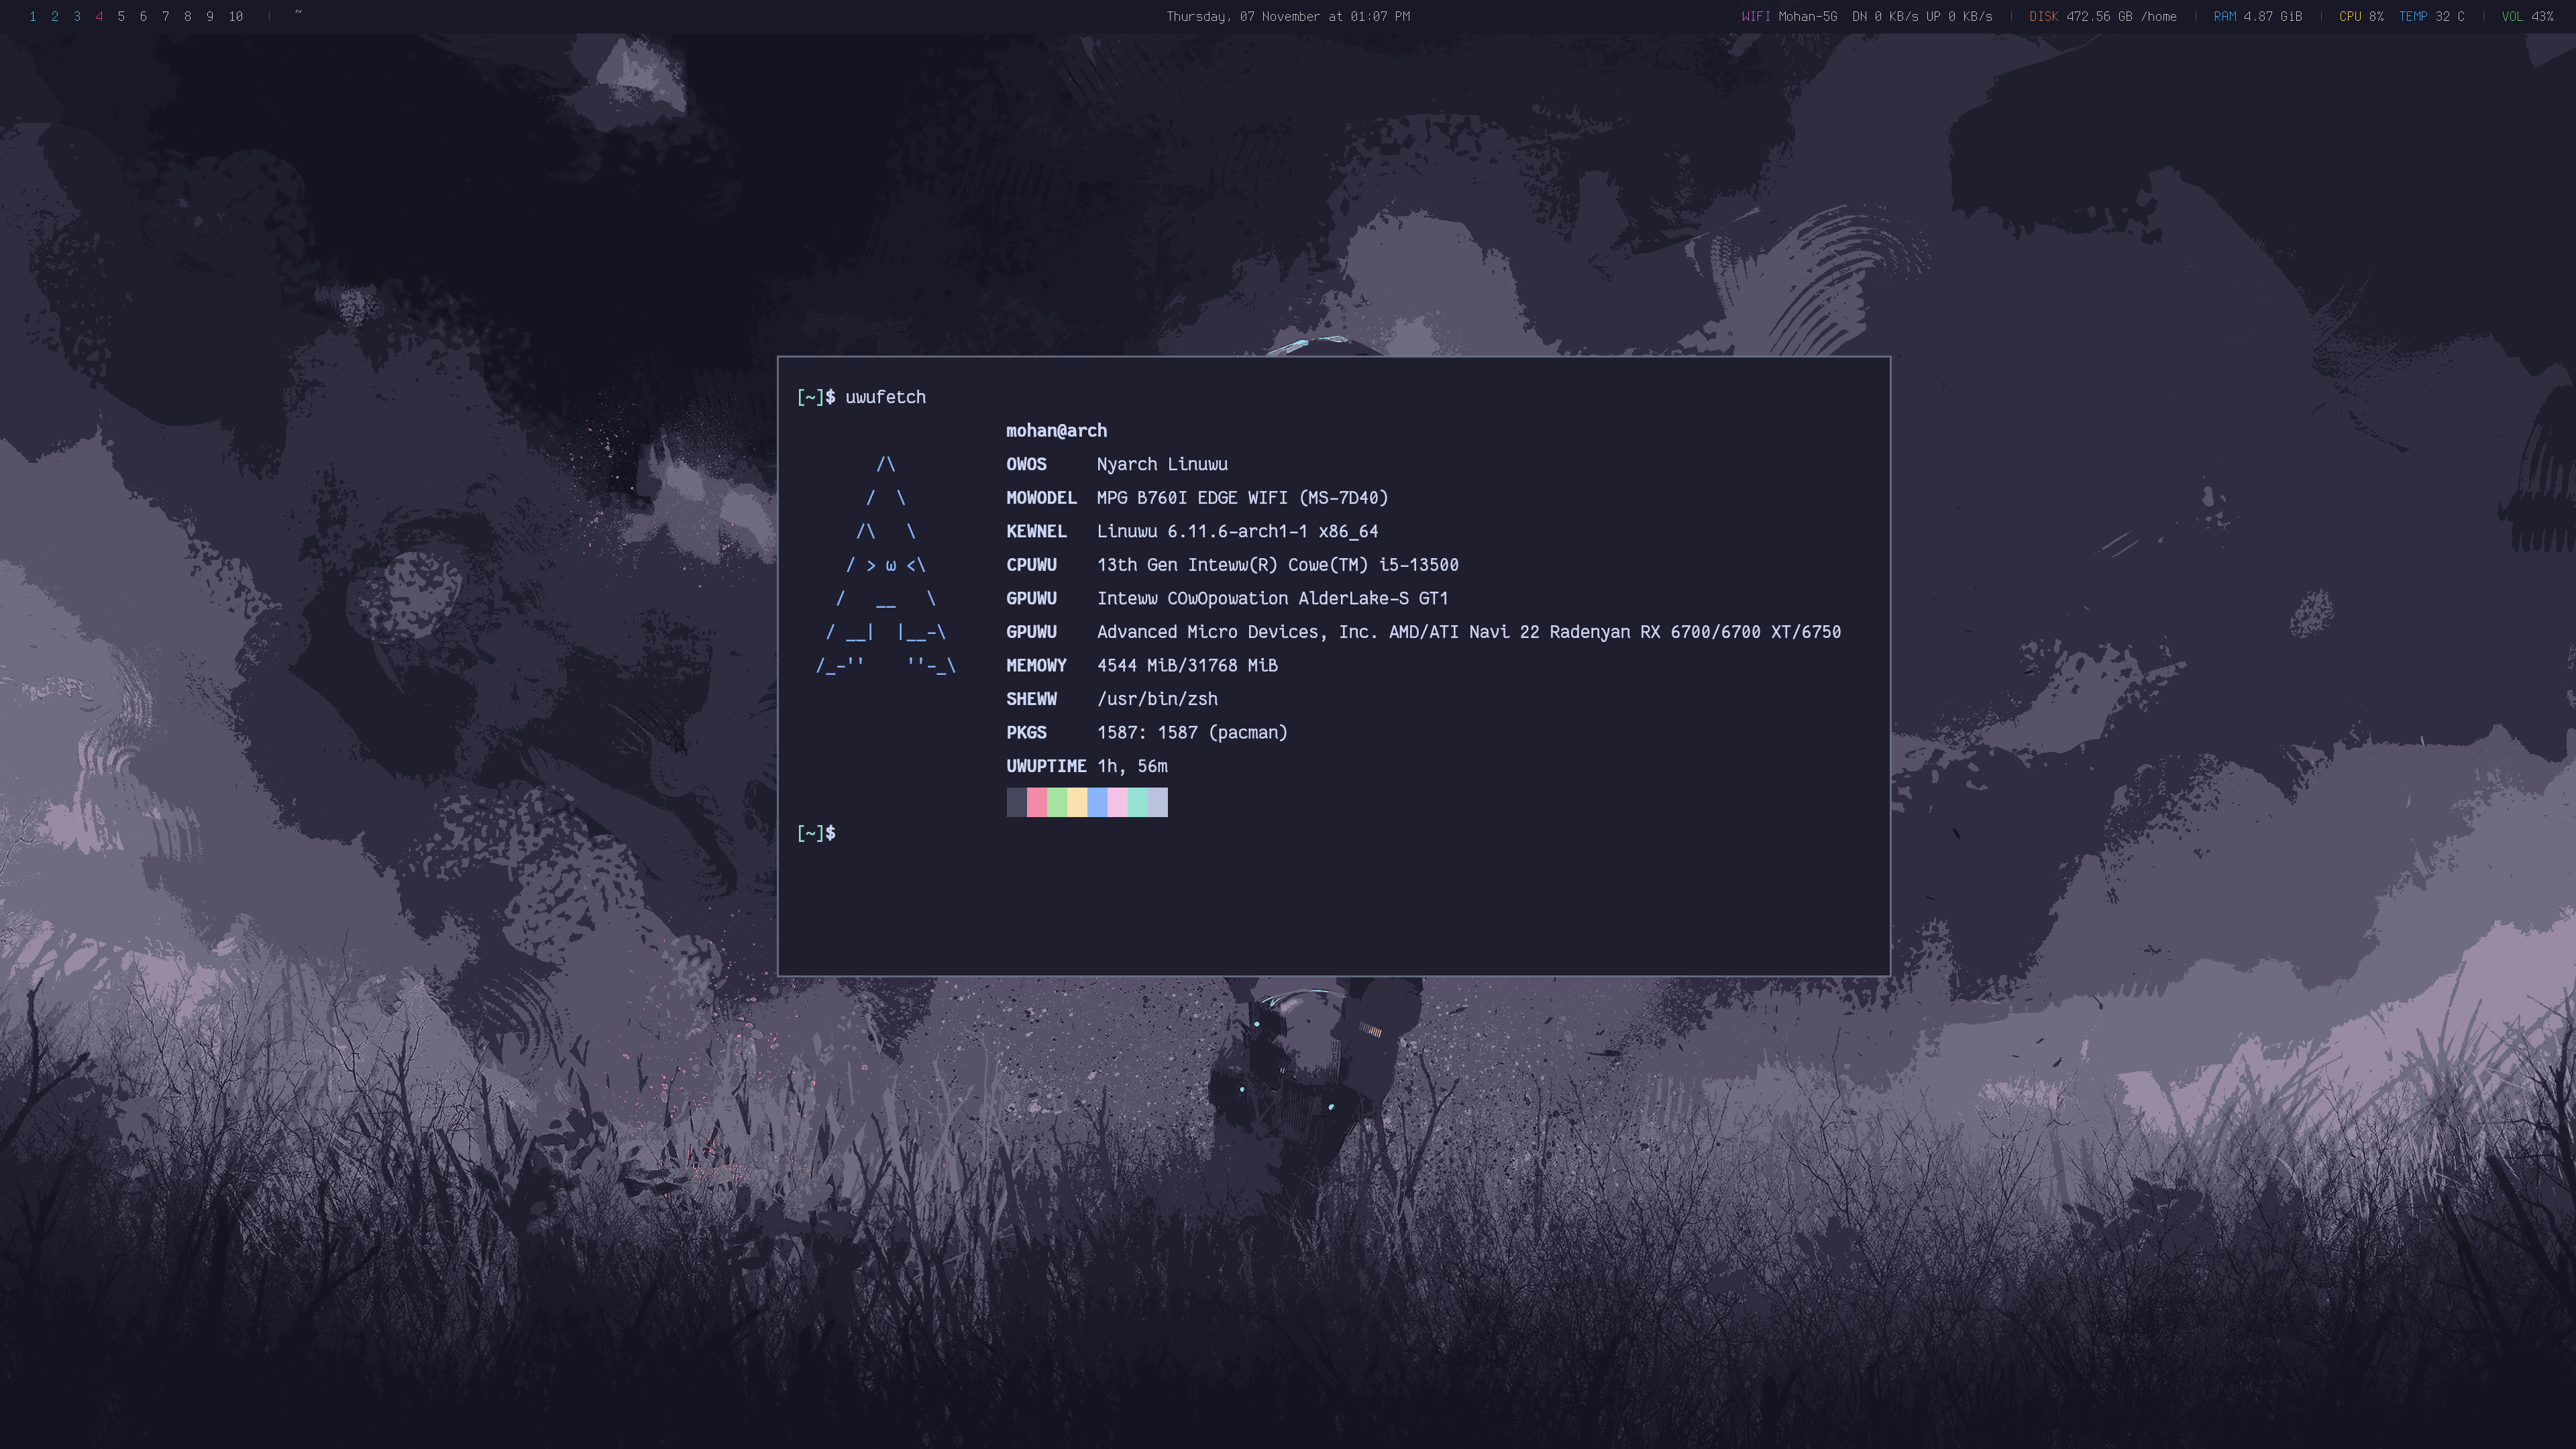 1 2 3 4 5 6 7 8 9 10 | ~
Thursday, 07 November at 01:07 PM
WIFI Mohan-5G DN 0 KB/s UP 0 KB/s | DISK 472.56 GB /home | RAM 4.87 GiB | CPU 8% TEMP 32 C | VOL 43%
[~]$ uwufetch
mohan@arch
/\ OWOS Nyarch Linuwu
/  \ MOWODEL MPG B760I EDGE WIFI (MS-7D40)
/\   \ KEWNEL Linuwu 6.11.6-arch1-1 x86_64
/ > ω <\ CPUWU 13th Gen Inteww(R) Cowe(TM) i5-13500
/   __   \ GPUWU Inteww COwOpowation AlderLake-S GT1
/ __|  |__-\ GPUWU Advanced Micro Devices, Inc. AMD/ATI Navi 22 Radenyan RX 6700/6700 XT/6750
/_-''    ''-_\ MEMOWY 4544 MiB/31768 MiB
SHEWW /usr/bin/zsh
PKGS 1587: 1587 (pacman)
UWUPTIME 1h, 56m
[~]$